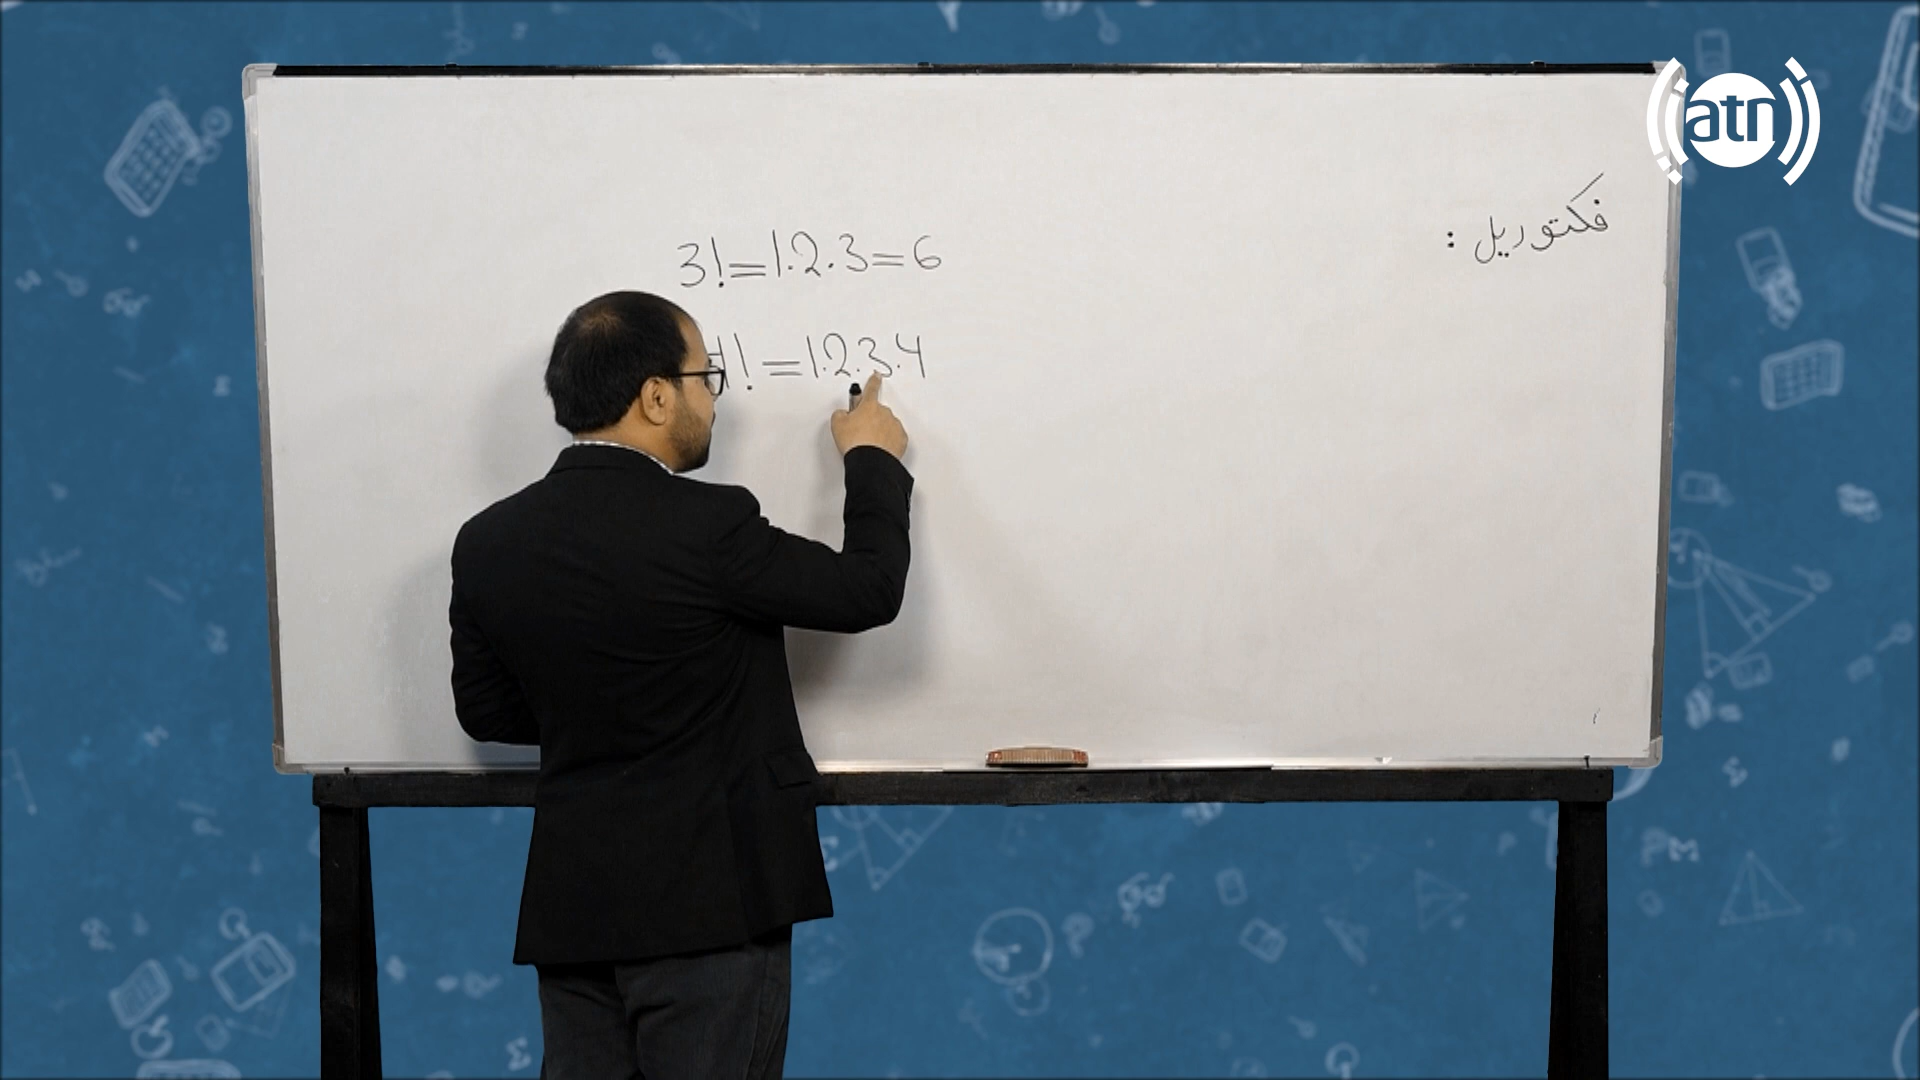 atn
فکتوریل :
3! = 1.2.3 = 6
4! = 1.2.3.4